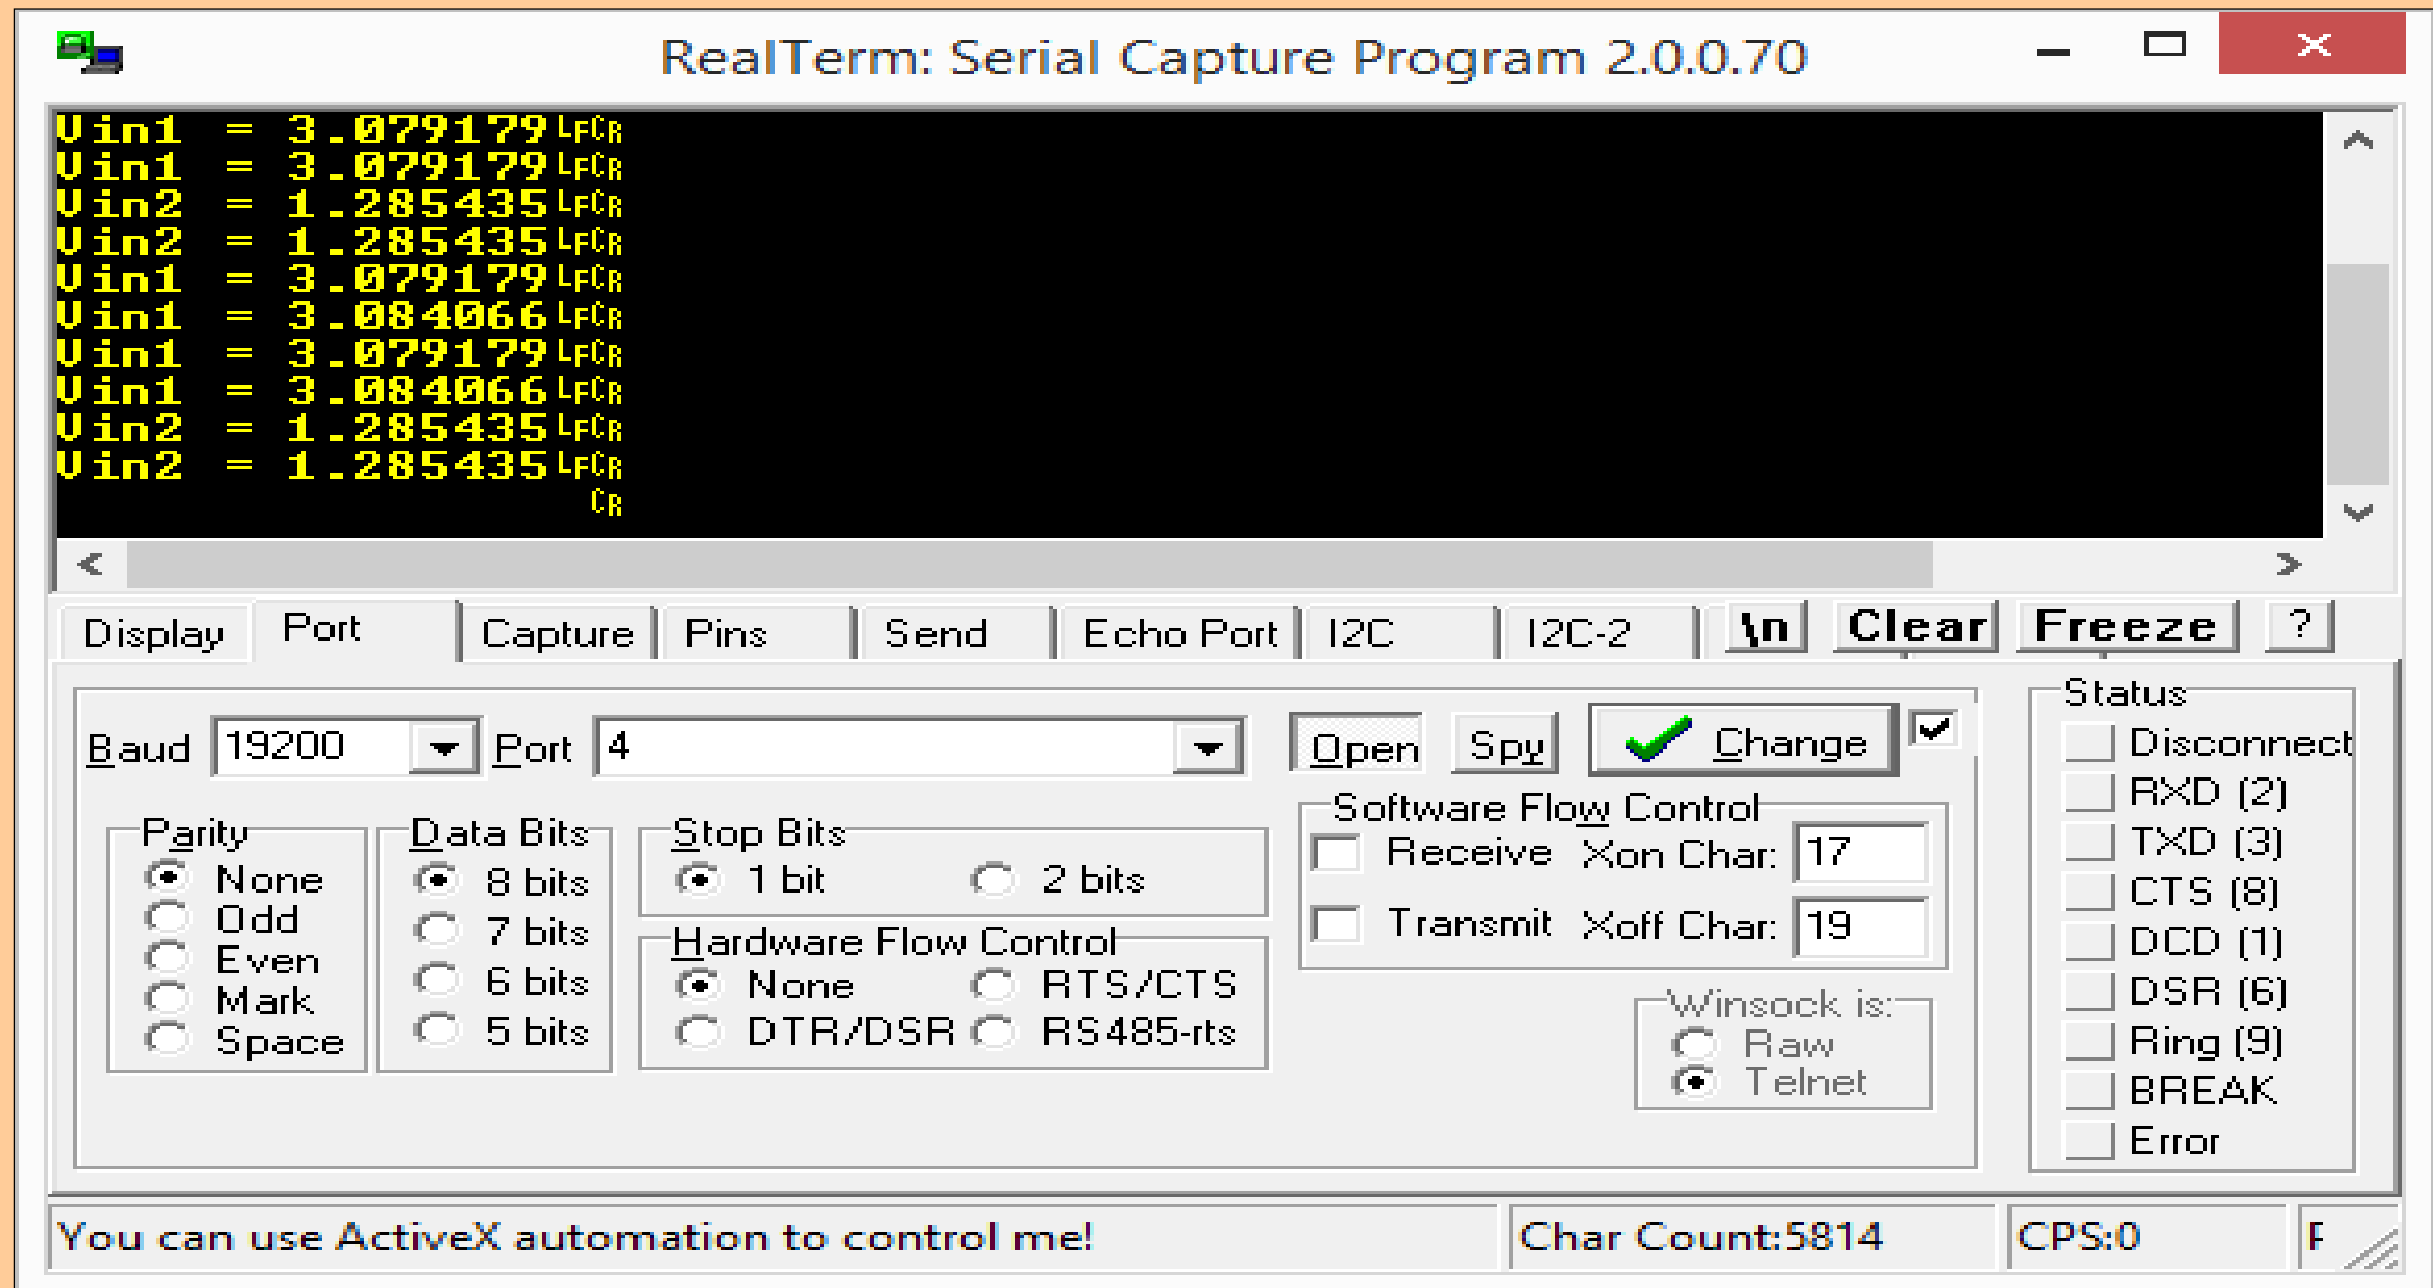 RealTerm: Serial Capture Program 2.0.0.70
Vin1 = 3.079179LFCR
Vin1 = 3.079179LFCR
Vin2 = 1.285435LFCR
Vin2 = 1.285435LFCR
Vin1 = 3.079179LFCR
Vin1 = 3.084066LFCR
Vin1 = 3.079179LFCR
Vin1 = 3.084066LFCR
Vin2 = 1.285435LFCR
Vin2 = 1.285435LFCR
CR
Display Port Capture Pins Send Echo Port I2C I2C-2 \n Clear Freeze ?
Baud 19200 Port 4 Open Spy Change
Parity
None
Odd
Even
Mark
Space
Data Bits
8 bits
7 bits
6 bits
5 bits
Stop Bits
1 bit 2 bits
Hardware Flow Control
None RTS/CTS
DTR/DSR RS485-rts
Software Flow Control
Receive Xon Char: 17
Transmit Xoff Char: 19
Winsock is:
Raw
Telnet
Status
Disconnect
RXD (2)
TXD (3)
CTS (8)
DCD (1)
DSR (6)
Ring (9)
BREAK
Error
You can use ActiveX automation to control me! Char Count:5814 CPS:0